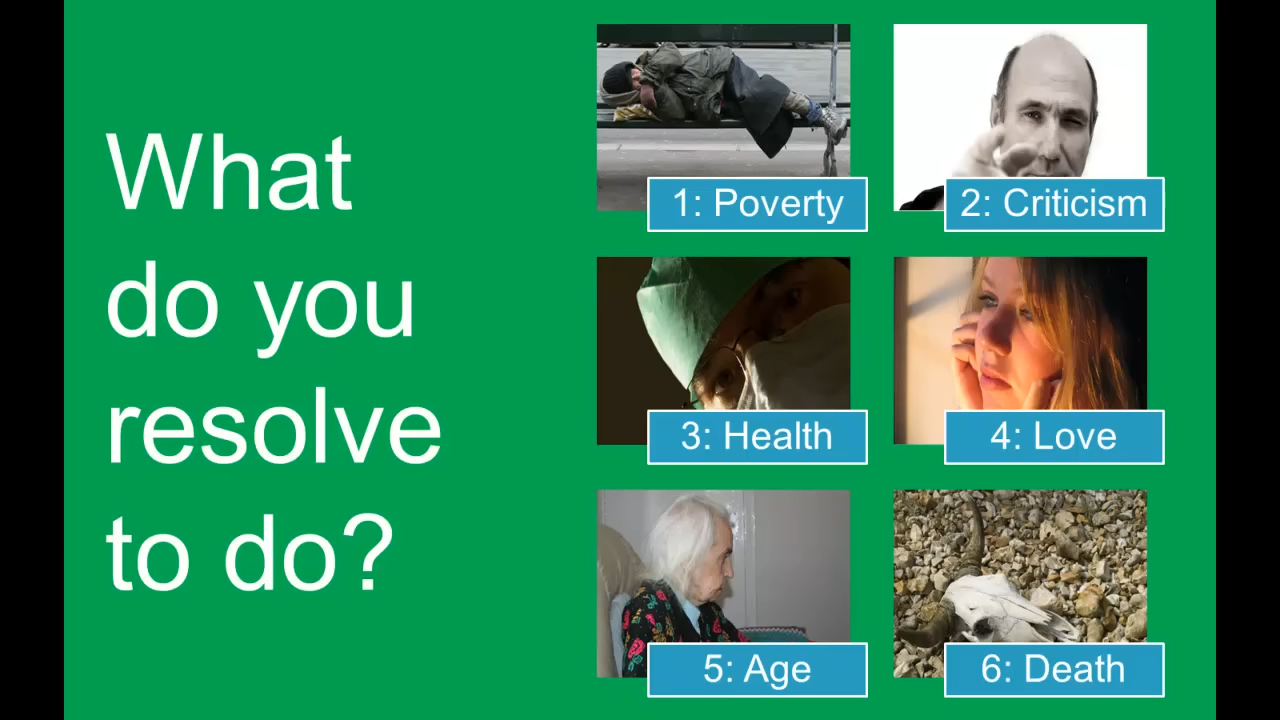 What
do you
resolve
to do?
1: Poverty
2: Criticism
3: Health
4: Love
5: Age
6: Death